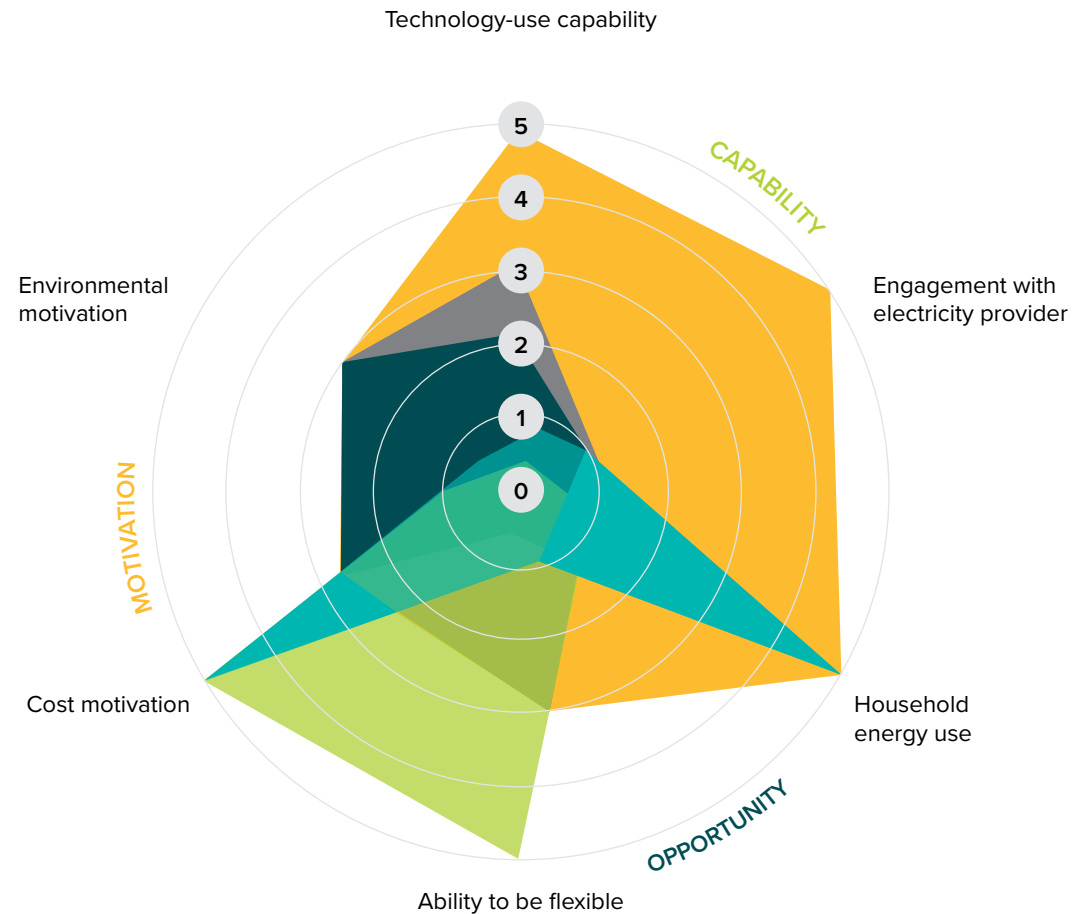 Technology-use capability
5
CAPABILITY
4
3
Environmental
motivation
Engagement with
electricity provider
2
1
0
MOTIVATION
Cost motivation
Household
energy use
OPPORTUNITY
Ability to be flexible